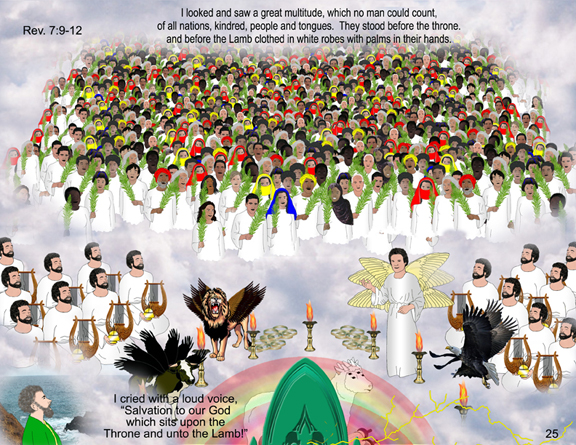 Rev. 7:9-12
I looked and saw a great multitude, which no man could count,
of all nations, kindred, people and tongues.  They stood before the throne.
and before the Lamb clothed in white robes with palms in their hands.
I cried with a loud voice,
"Salvation to our God
which sits upon the
Throne and unto the Lamb!"
25